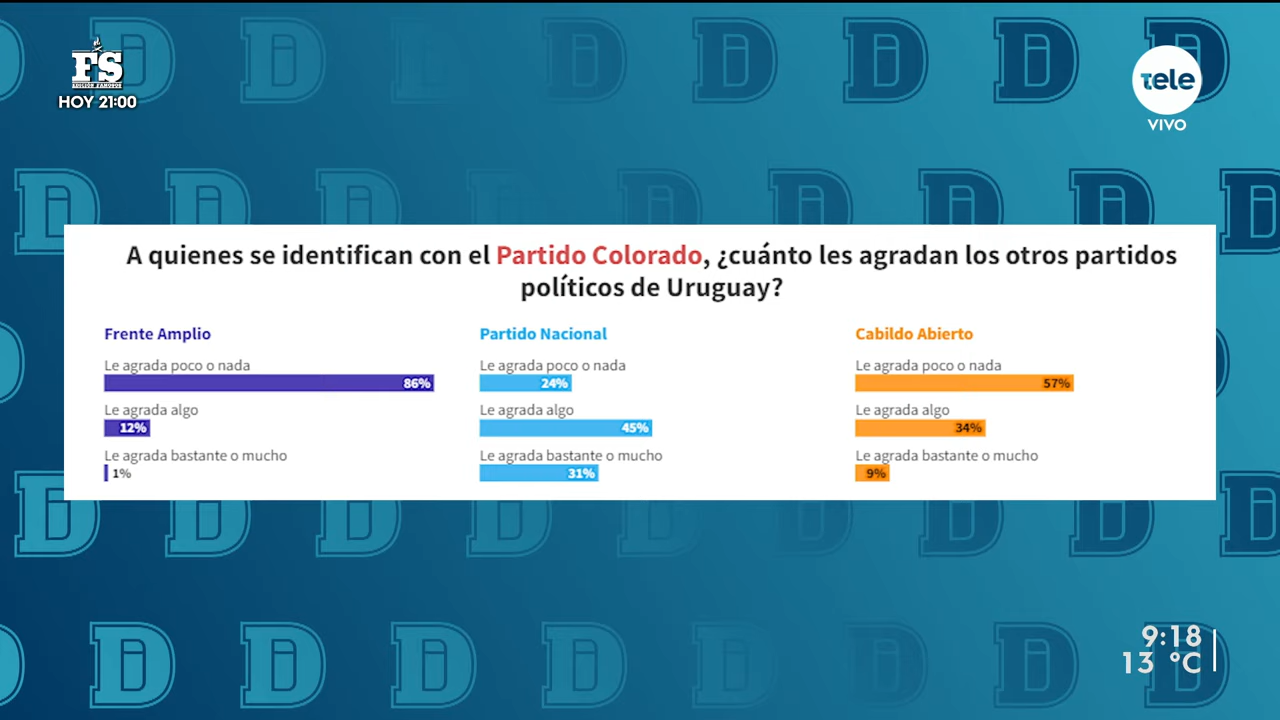 FS
HOY 21:00
tele
VIVO
A quienes se identifican con el Partido Colorado, ¿cuánto les agradan los otros partidos
políticos de Uruguay?
Frente Amplio
Le agrada poco o nada
86%
Le agrada algo
12%
Le agrada bastante o mucho
1%
Partido Nacional
Le agrada poco o nada
24%
Le agrada algo
45%
Le agrada bastante o mucho
31%
Cabildo Abierto
Le agrada poco o nada
57%
Le agrada algo
34%
Le agrada bastante o mucho
9%
9:18
13 °C